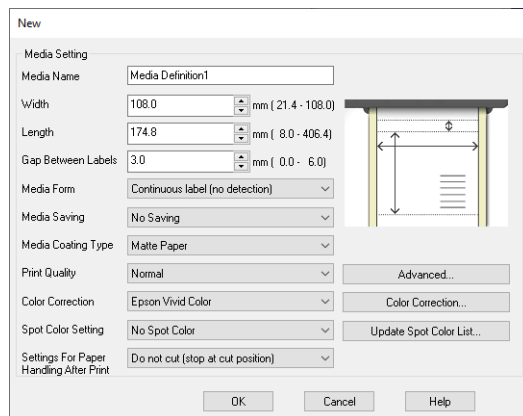 New
Media Setting
Media Name Media Definition1
Width 108.0 mm ( 21.4 - 108.0)
Length 174.8 mm ( 8.0 - 406.4)
Gap Between Labels 3.0 mm ( 0.0 - 6.0)
Media Form Continuous label (no detection)
Media Saving No Saving
Media Coating Type Matte Paper
Print Quality Normal Advanced...
Color Correction Epson Vivid Color Color Correction...
Spot Color Setting No Spot Color Update Spot Color List...
Settings For Paper Do not cut (stop at cut position)
Handling After Print
OK Cancel Help